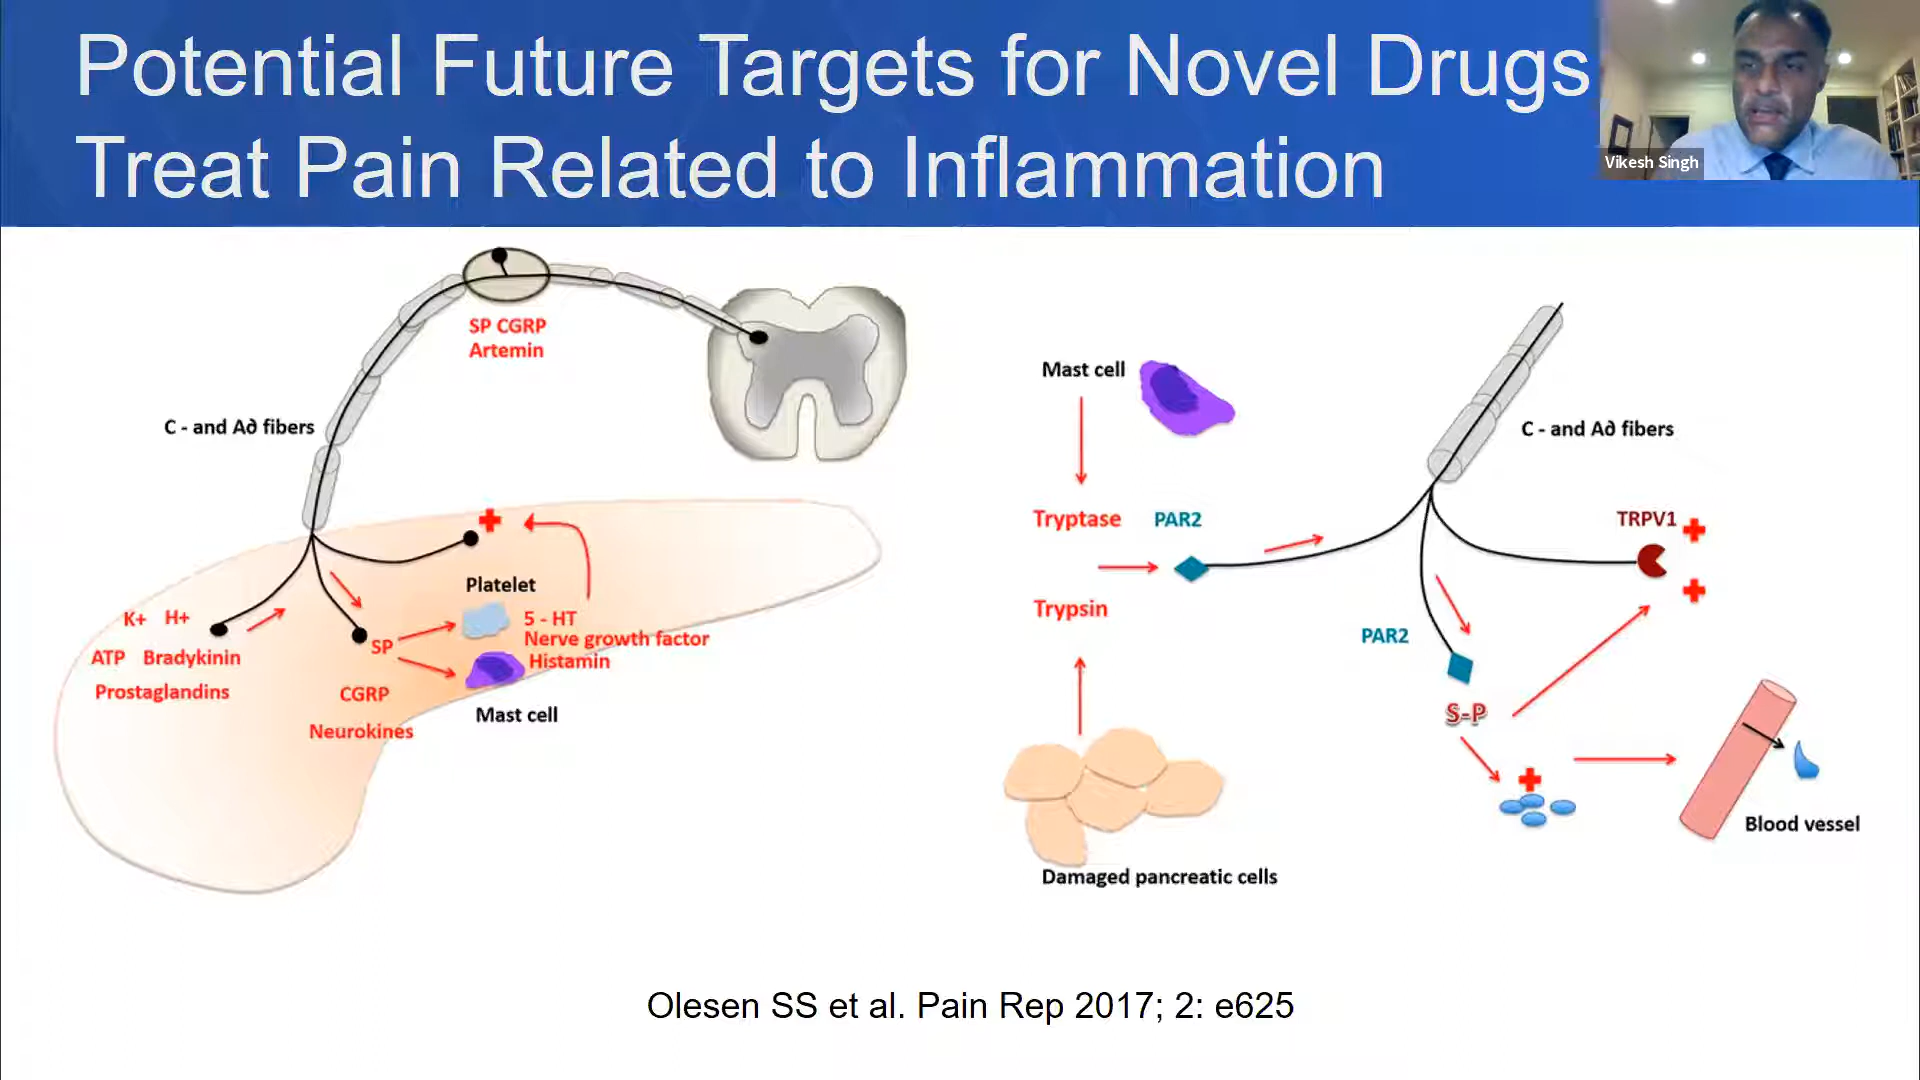 Potential Future Targets for Novel Drugs
Treat Pain Related to Inflammation
Vikesh Singh
SP CGRP
Artemin
C - and A∂ fibers
Platelet
K+ H+
5 - HT
ATP Bradykinin
SP
Nerve growth factor
Histamin
Prostaglandins
CGRP
Mast cell
Neurokines
Mast cell
C - and A∂ fibers
Tryptase
PAR2
TRPV1
Trypsin
PAR2
S-P
Blood vessel
Damaged pancreatic cells
Olesen SS et al. Pain Rep 2017; 2: e625